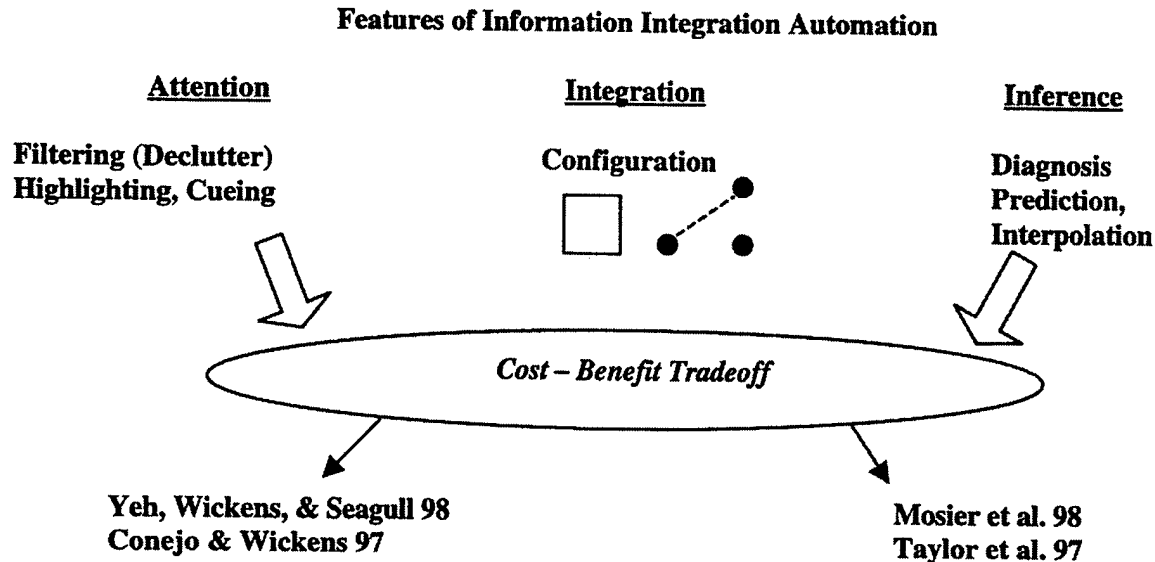 Features of Information Integration Automation
Attention
Integration
Inference
Filtering (Declutter)
Highlighting, Cueing
Configuration
Diagnosis
Prediction,
Interpolation
Cost – Benefit Tradeoff
Yeh, Wickens, & Seagull 98
Conejo & Wickens 97
Mosier et al. 98
Taylor et al. 97